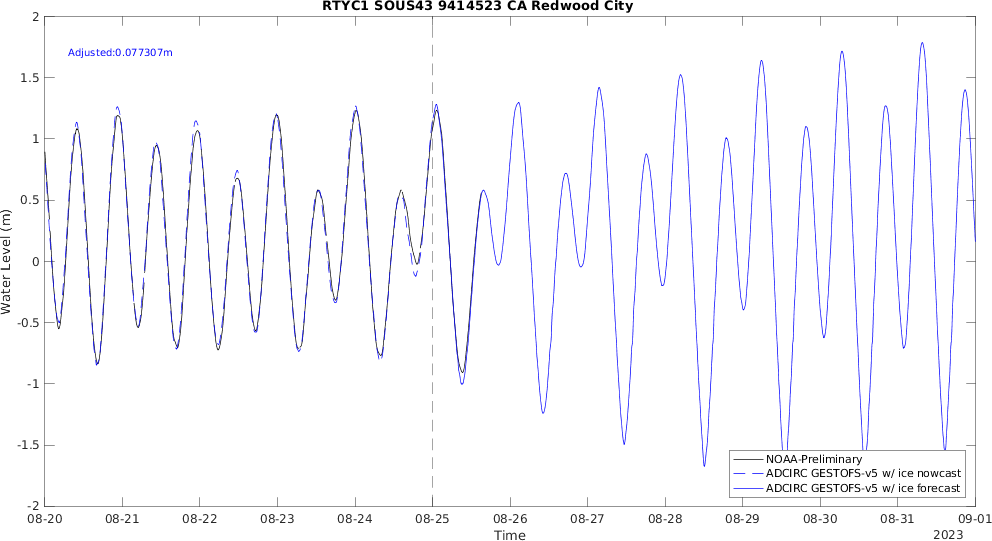 RTYC1 SOUS43 9414523 CA Redwood City
Adjusted:0.077307m
Water Level (m)
2
1.5
1
0.5
0
-0.5
-1
-1.5
-2
NOAA-Preliminary
ADCIRC GESTOFS-v5 w/ ice nowcast
ADCIRC GESTOFS-v5 w/ ice forecast
08-20 08-21 08-22 08-23 08-24 08-25 08-26 08-27 08-28 08-29 08-30 08-31 09-01
Time
2023